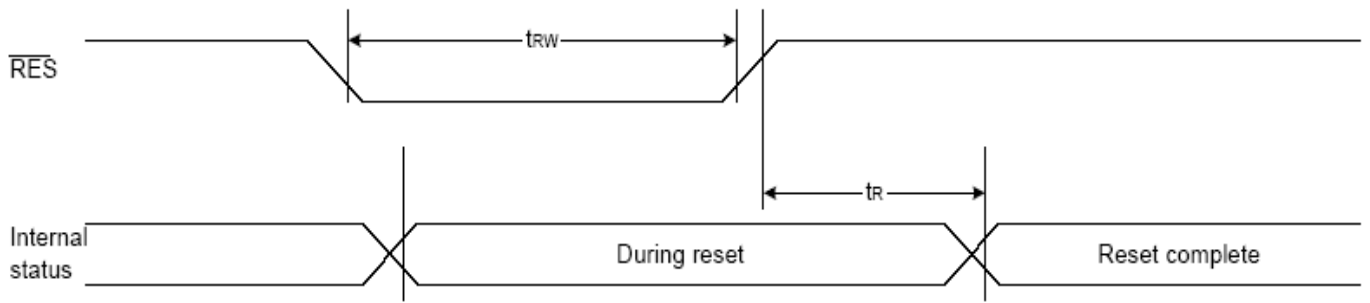 tRW
RES
tR
Internal
status
During reset
Reset complete